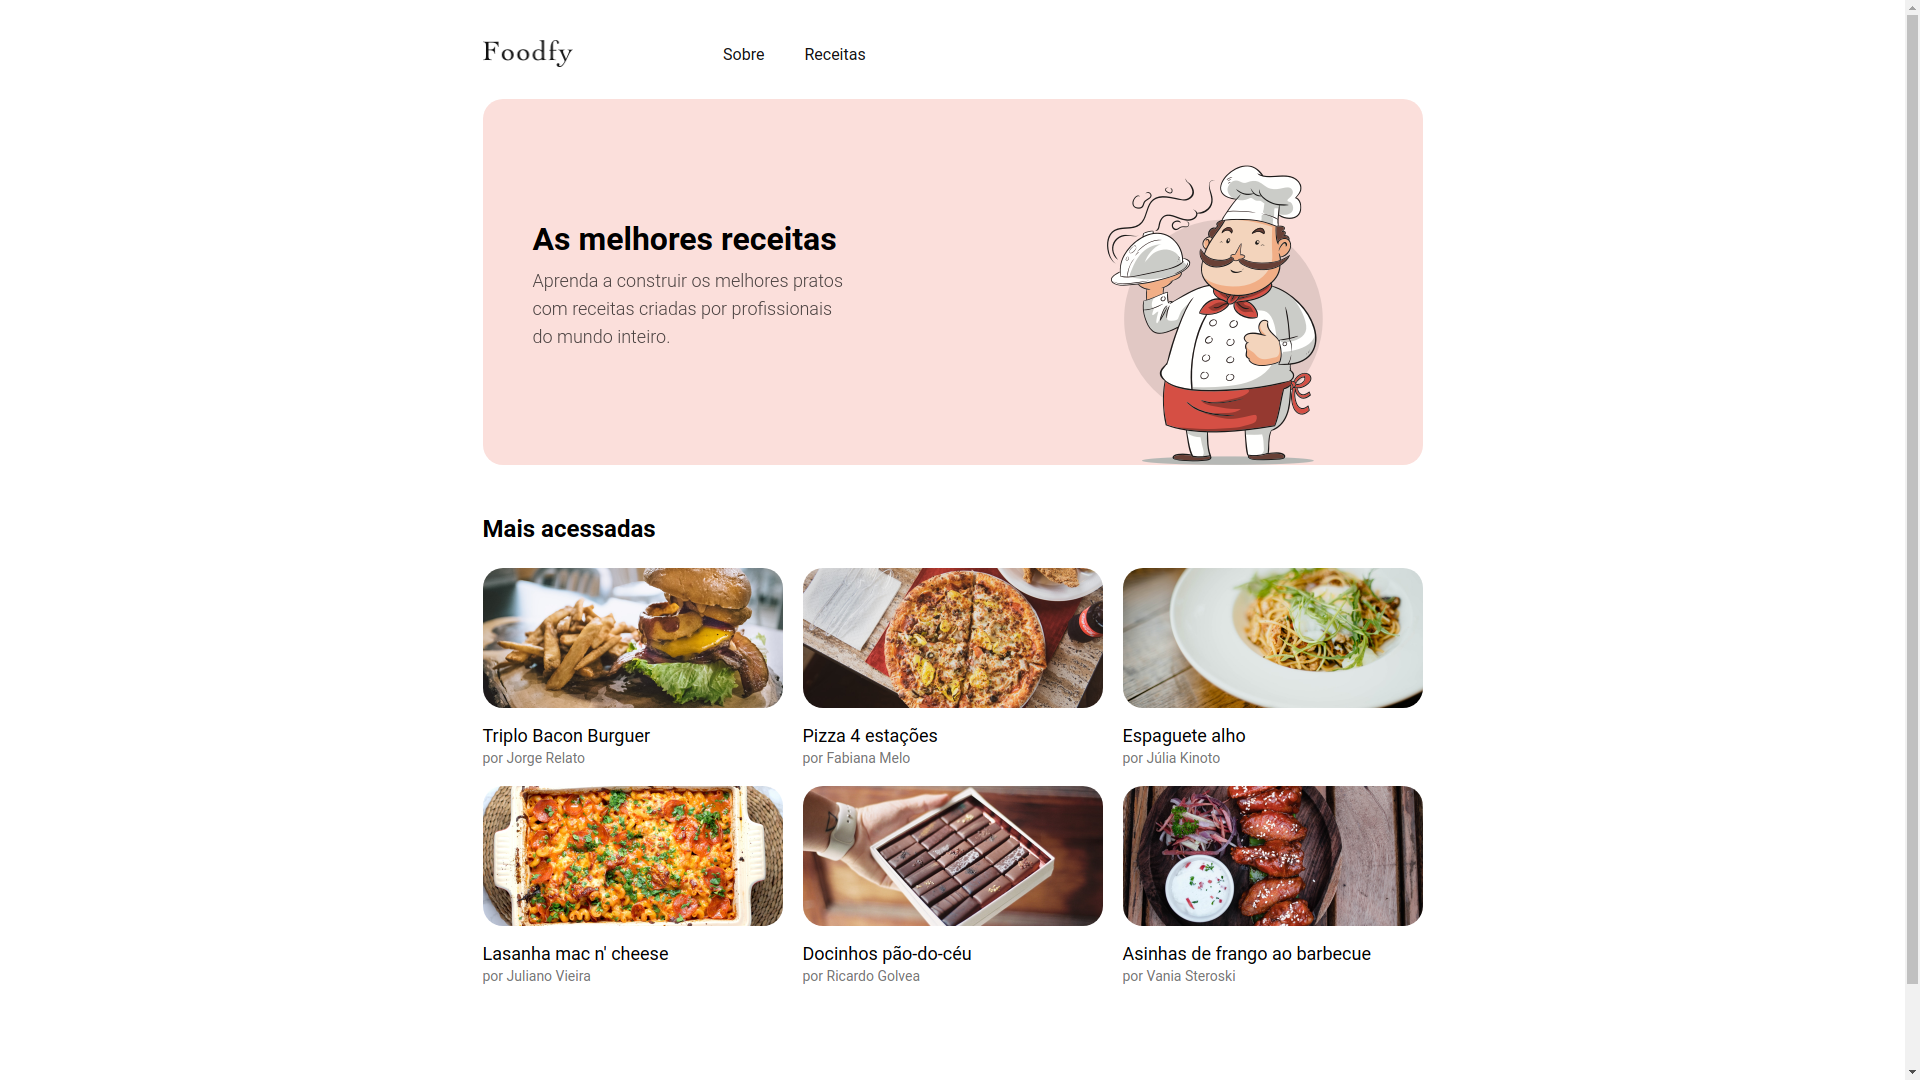 Foodfy
Sobre
Receitas
As melhores receitas
Aprenda a construir os melhores pratos
com receitas criadas por profissionais
do mundo inteiro.
Mais acessadas
Triplo Bacon Burguer
por Jorge Relato
Pizza 4 estações
por Fabiana Melo
Espaguete alho
por Júlia Kinoto
Lasanha mac n' cheese
por Juliano Vieira
Docinhos pão-do-céu
por Ricardo Golvea
Asinhas de frango ao barbecue
por Vania Steroski